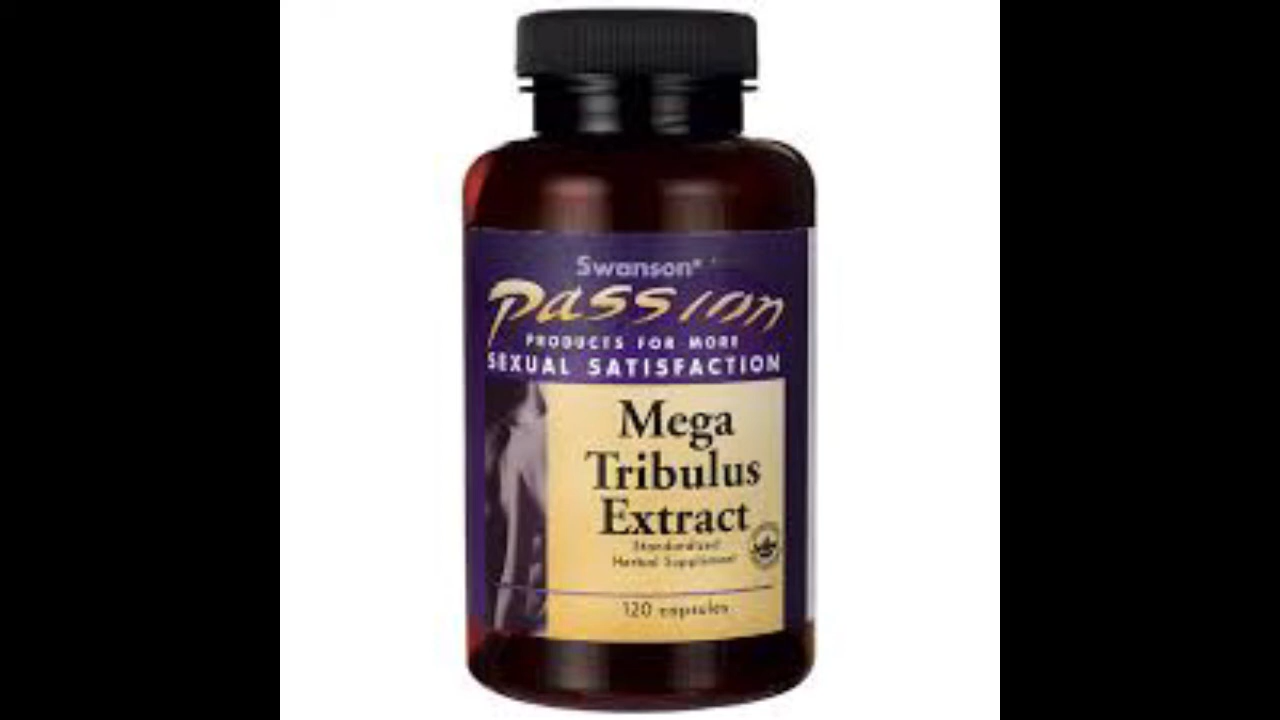 Swanson®
Passion
PRODUCTS FOR MORE
SEXUAL SATISFACTION
Mega
Tribulus
Extract
Standardized
Herbal Supplement
120 capsules